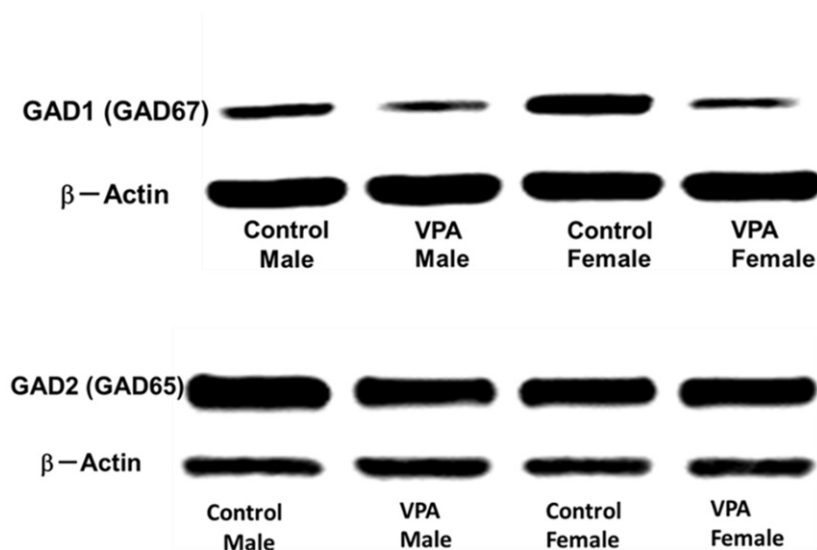 GAD1 (GAD67)
β－Actin
Control VPA Control VPA
Male Male Female Female
GAD2 (GAD65)
β－Actin
Control VPA Control VPA
Male Male Female Female